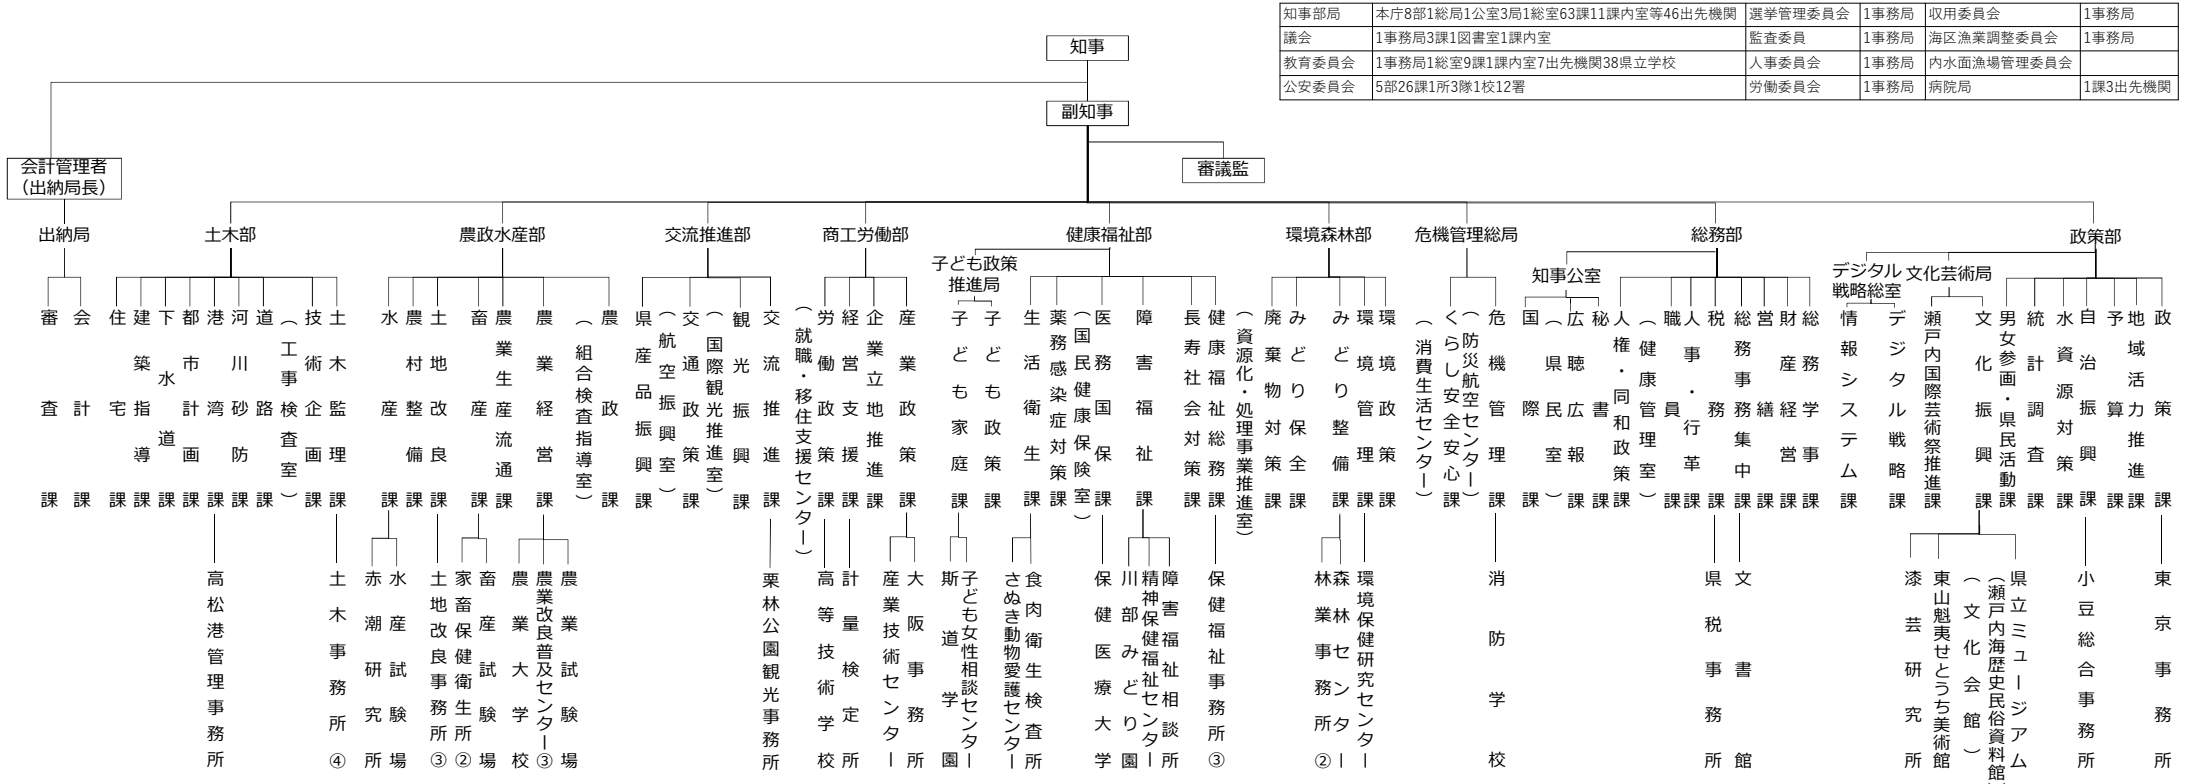 知事部局 本庁8部1総局1公室3局1総室63課11課内室等46出先機関 選挙管理委員会 1事務局 収用委員会 1事務局
議会 1事務局3課1図書室1課内室 監査委員 1事務局 海区漁業調整委員会 1事務局
教育委員会 1事務局1総室9課1課内室7出先機関38県立学校 人事委員会 1事務局 内水面漁場管理委員会
公安委員会 5部26課1所3隊1校12署 労働委員会 1事務局 病院局 1課3出先機関
知事
副知事
審議監
会計管理者
（出納局長）
出納局
土木部
農政水産部
交流推進部
商工労働部
健康福祉部
環境森林部
危機管理総局
総務部
政策部
子ども政策
推進局
知事公室
デジタル
戦略総室
文化芸術局
審査課
会計課
住宅課
建築指導課
下水道課
都市計画課
港湾課
河川砂防課
道路課
（工事検査室）
技術企画課
土木監理課
水産課
農村整備課
土地改良課
畜産課
農業生産流通課
農業経営課
（組合検査指導室）
農政課
県産品振興課
（航空振興室）
交通政策課
（国際観光推進室）
観光振興課
交流推進課
（就職・移住支援センター）
労働政策課
経営支援課
企業立地推進課
産業政策課
子ども家庭課
子ども政策課
生活衛生課
薬務感染症対策課
（国民健康保険室）
医務国保課
障害福祉課
長寿社会対策課
健康福祉総務課
（資源化・処理事業推進室）
廃棄物対策課
みどり保全課
みどり整備課
環境管理課
環境政策課
（消費生活センター）
くらし安全安心課
（防災航空センター）
危機管理課
国際課
（県民室）
広聴広報課
秘書課
人権・同和政策課
（健康管理室）
職員課
人事・行革課
税務課
総務事務集中課
営繕課
財産経営課
総務学事課
情報システム課
デジタル戦略課
瀬戸内国際芸術祭推進課
文化振興課
男女参画・県民活動課
統計調査課
水資源対策課
自治振興課
予算課
地域活力推進課
政策課
高松港管理事務所
土木事務所④
赤潮研究所
水産試験場
土地改良事務所③
家畜保健衛生所②
畜産試験場
農業大学校
農業改良普及センター③
農業試験場
栗林公園観光事務所
高等技術学校
計量検定所
産業技術センター
大阪事務所
斯道学園
子ども女性相談センター
さぬき動物愛護センター
食肉衛生検査所
保健医療大学
川部みどり園
精神保健福祉センター
障害福祉相談所
保健福祉事務所③
林業事務所②
森林センター
環境保健研究センター
消防学校
県税事務所
文書館
漆芸研究所
東山魁夷せとうち美術館
（文化会館）
（瀬戸内海歴史民俗資料館
県立ミュージアム
小豆総合事務所
東京事務所